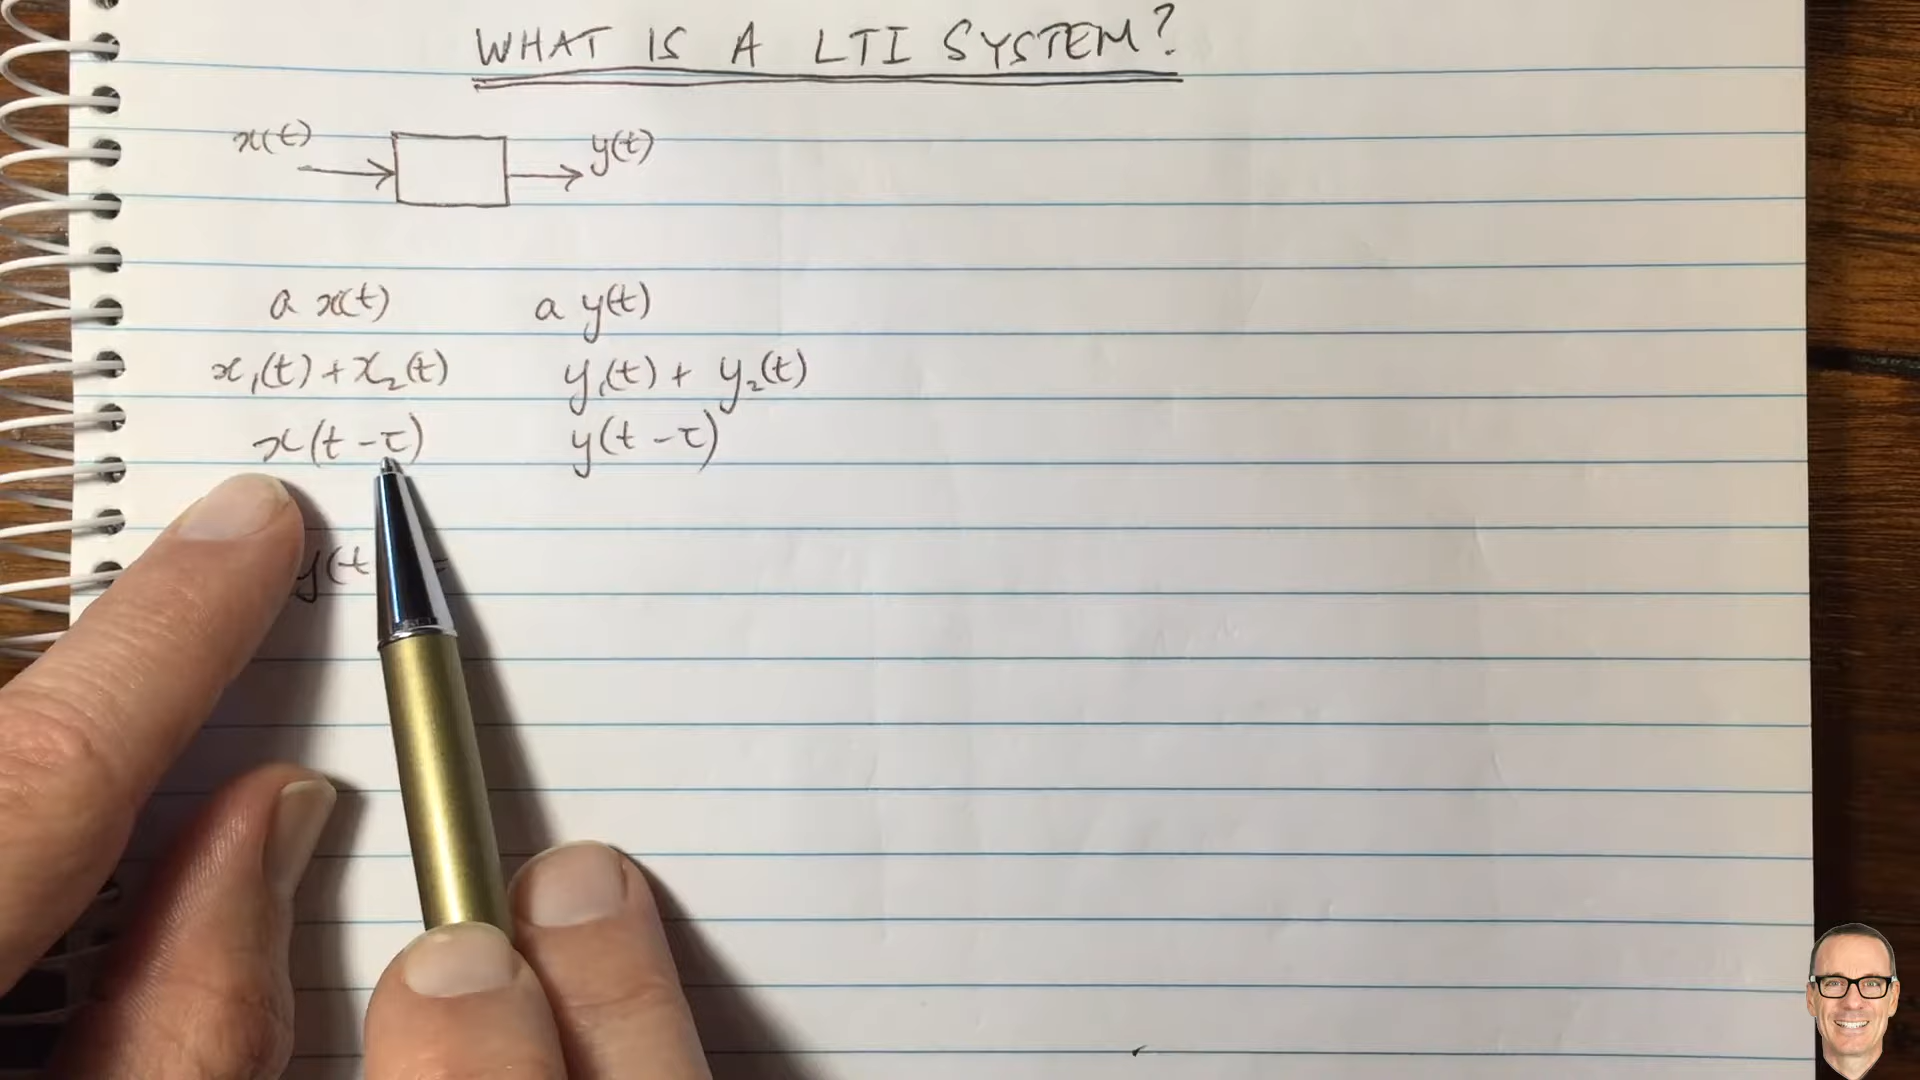 WHAT IS A LTI SYSTEM?
x(t) y(t)
a x(t) a y(t)
x₁(t) + x₂(t) y₁(t) + y₂(t)
x(t - τ) y(t - τ)
y(t =